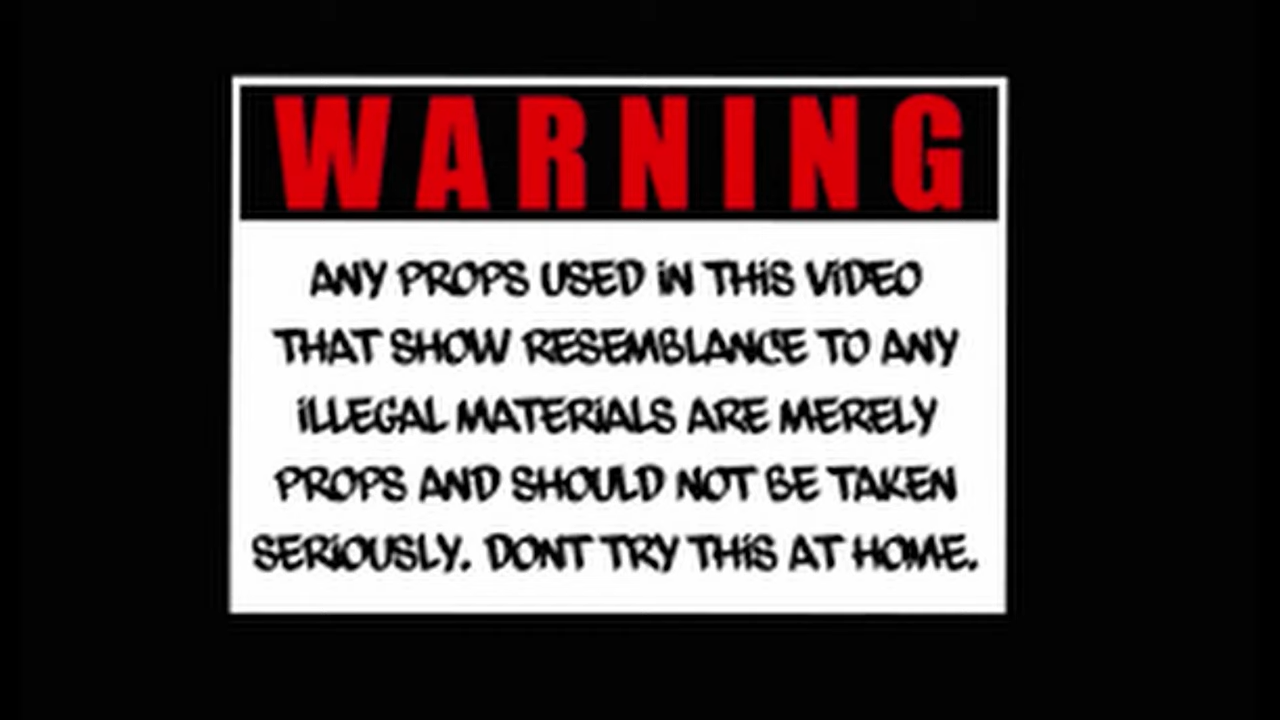 WARNING
ANY PROPS USED iN THiS ViDEO
THAT SHOW RESEMBLANCE TO ANY
iLLEGAL MATERiALS ARE MERELY
PROPS AND SHOULD NOT BE TAKEN
SERiOUSLY. DONT TRY THiS AT HOME.